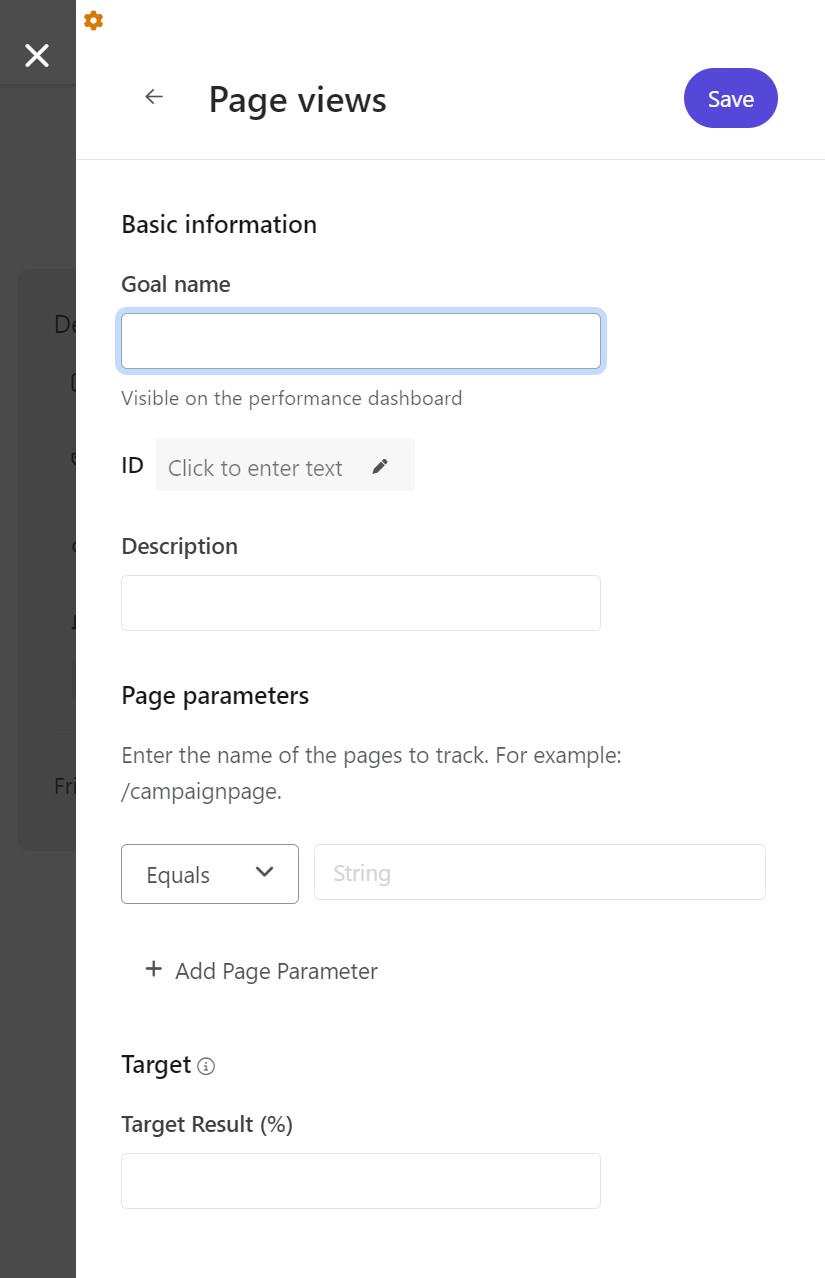 Page views
Save
Basic information
Goal name
Visible on the performance dashboard
ID Click to enter text
Description
Page parameters
Enter the name of the pages to track. For example:
/campaignpage.
Equals String
+ Add Page Parameter
Target
Target Result (%)